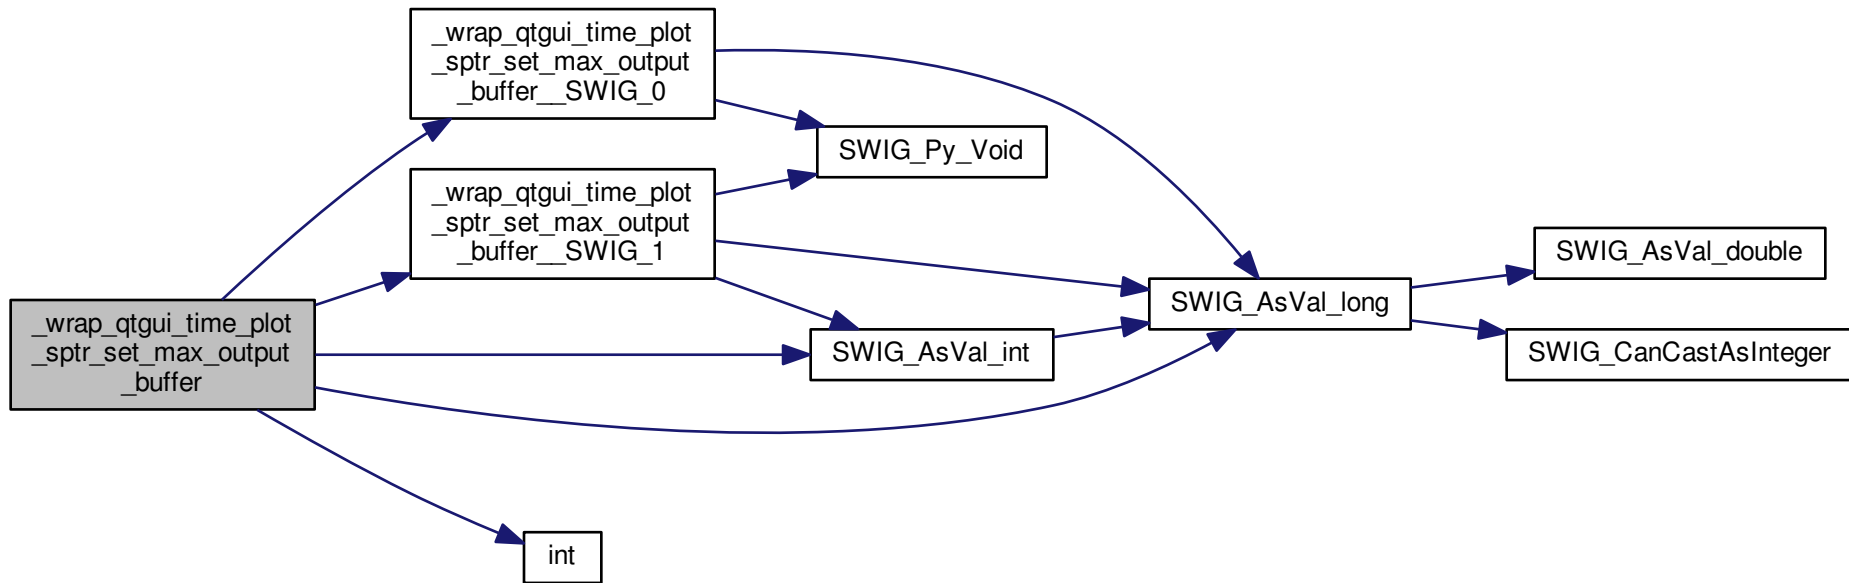 _wrap_qtgui_time_plot
_sptr_set_max_output
_buffer
_wrap_qtgui_time_plot
_sptr_set_max_output
_buffer__SWIG_0
_wrap_qtgui_time_plot
_sptr_set_max_output
_buffer__SWIG_1
SWIG_Py_Void
SWIG_AsVal_int
SWIG_AsVal_long
SWIG_AsVal_double
SWIG_CanCastAsInteger
int